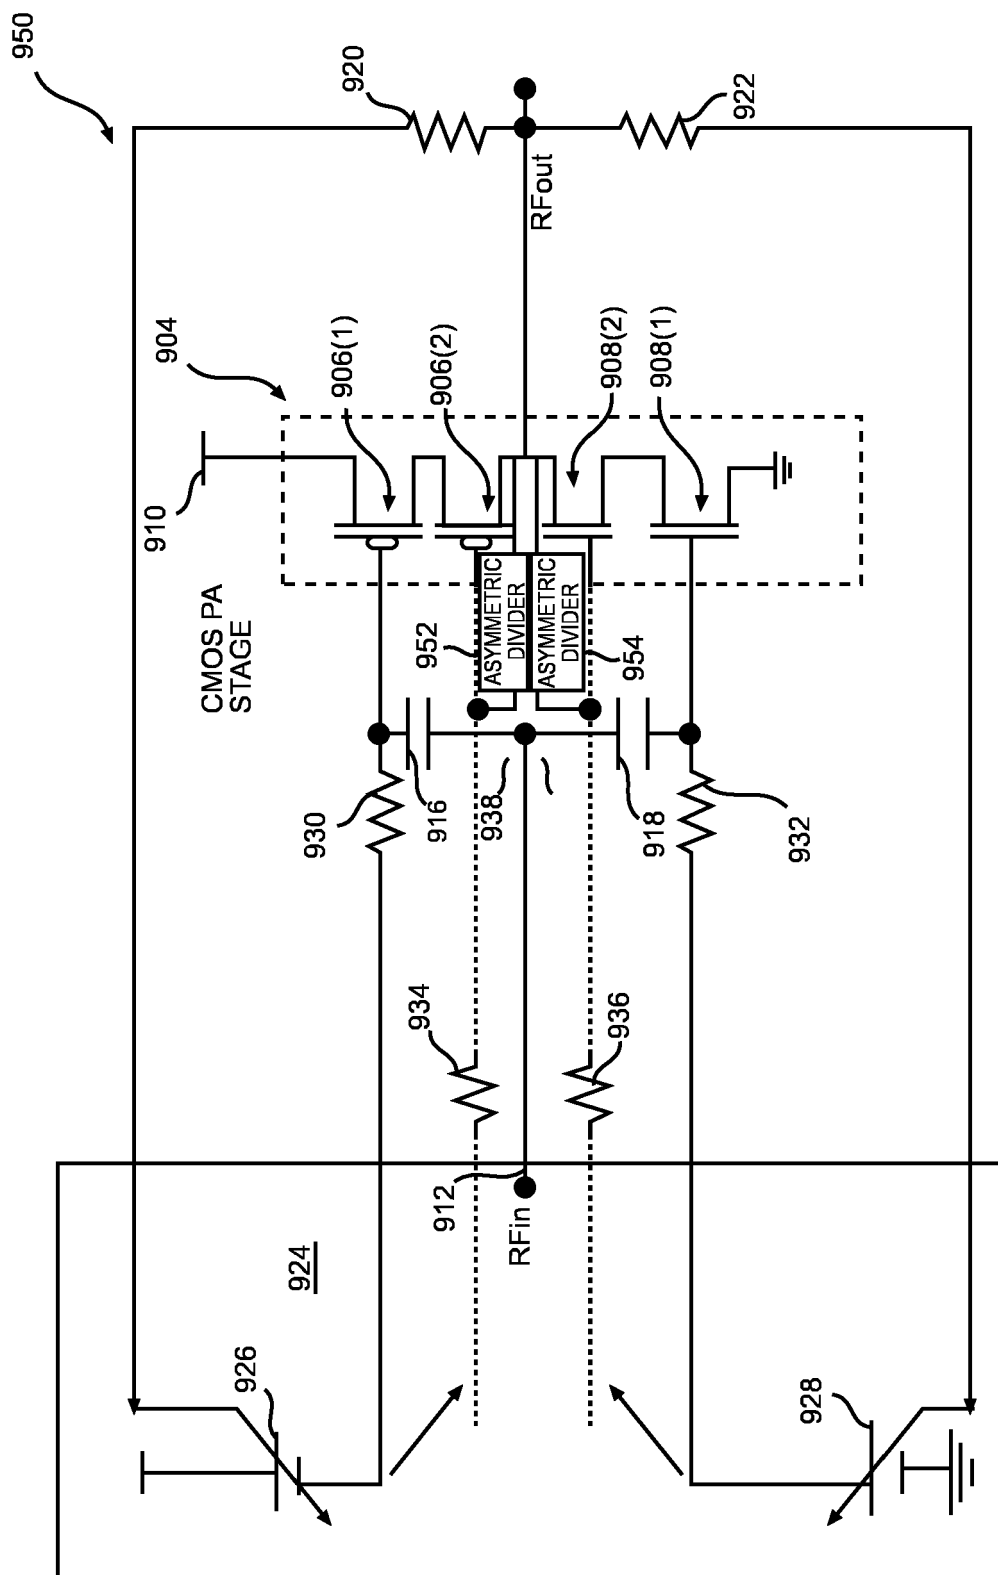 950
920
922
RFout
904
906(1)
906(2)
908(2)
908(1)
910
CMOS PA
STAGE
952
ASYMMETRIC
DIVIDER
ASYMMETRIC
DIVIDER
954
930
916
938
918
932
934
936
912
RFin
924
926
928